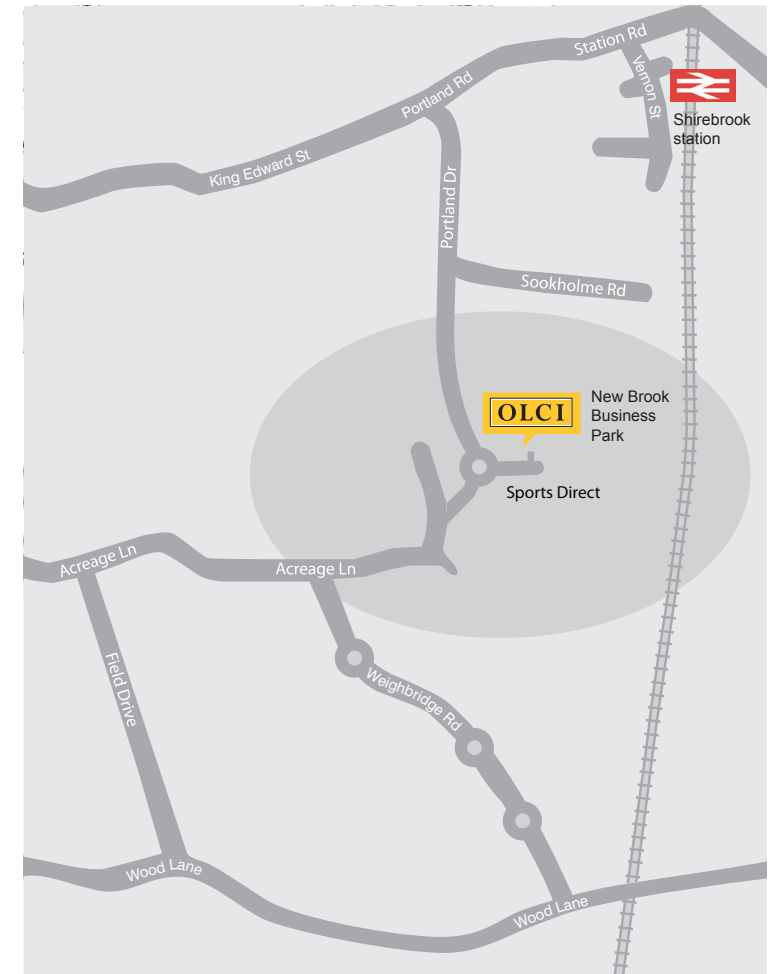 Station Rd
Vernon St
Portland Rd
Shirebrook
station
King Edward St
Portland Dr
Sookholme Rd
OLCI
New Brook
Business
Park
Sports Direct
Acreage Ln
Acreage Ln
Field Drive
Weighbridge Rd
Wood Lane
Wood Lane